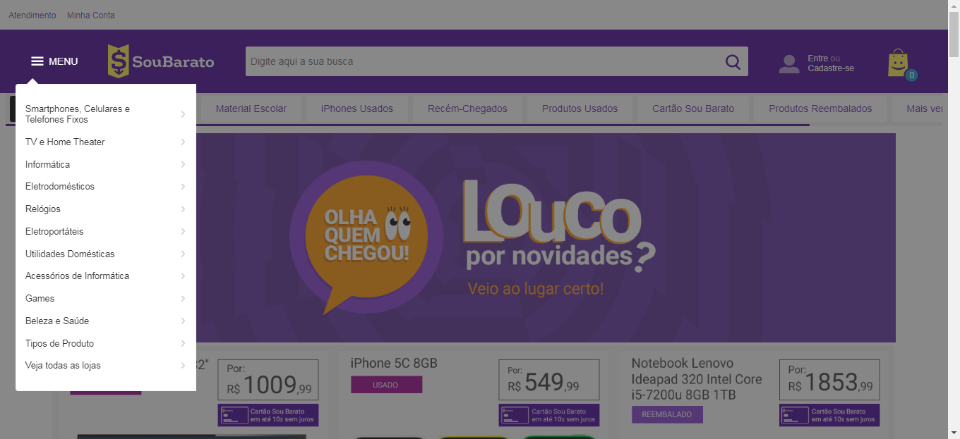 Atendimento Minha Conta
MENU
SouBarato
Digite aqui a sua busca
Entre ou
Cadastre-se
0
Material Escolar iPhones Usados Recém-Chegados Produtos Usados Cartão Sou Barato Produtos Reembalados Mais ver
Smartphones, Celulares e
Telefones Fixos
TV e Home Theater
Informática
Eletrodomésticos
Relógios
Eletroportáteis
Utilidades Domésticas
Acessórios de Informática
Games
Beleza e Saúde
Tipos de Produto
Veja todas as lojas
OLHA
QUEM
CHEGOU!
LOUCO
por novidades?
Veio ao lugar certo!
32"
Por:
R$ 1009,99
Cartão Sou Barato
em até 10x sem juros
iPhone 5C 8GB
USADO
Por:
R$ 549,99
Cartão Sou Barato
em até 10x sem juros
Notebook Lenovo
Ideapad 320 Intel Core
i5-7200u 8GB 1TB
REEMBALADO
Por:
R$ 1853,99
Cartão Sou Barato
em até 10x sem juros